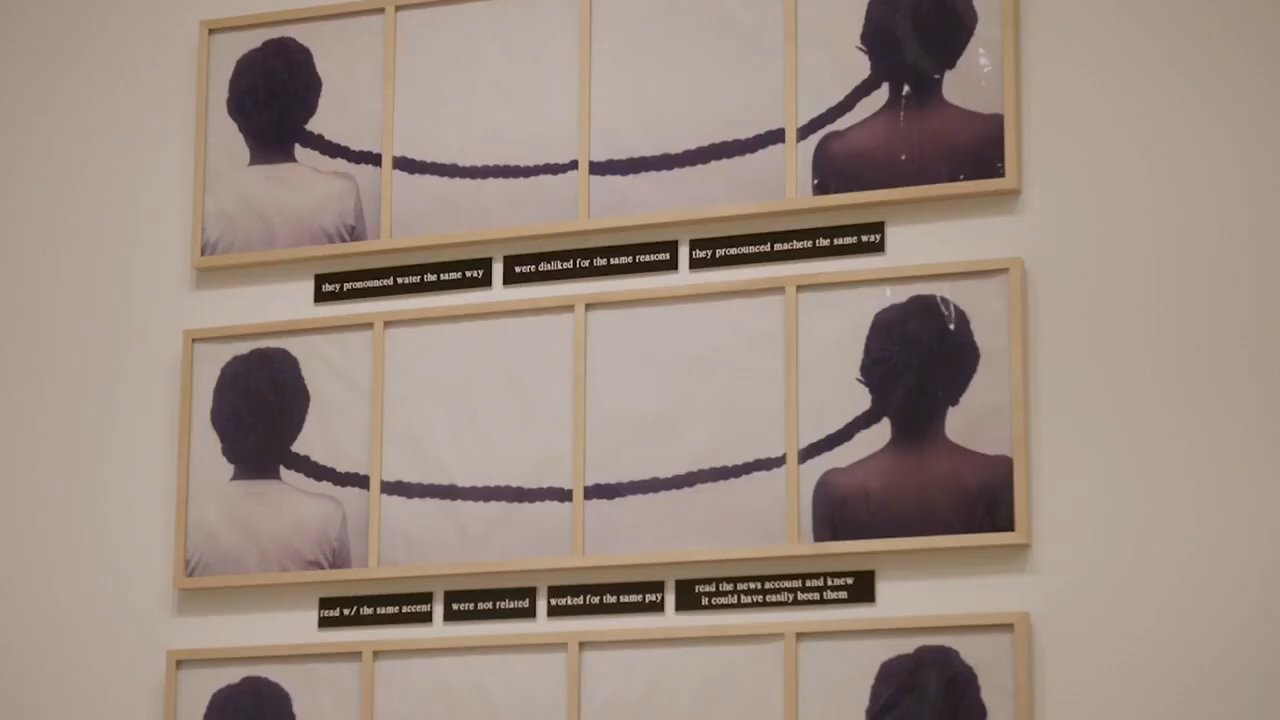 they pronounced water the same way
were disliked for the same reasons
they pronounced machete the same way
read w/ the same accent
were not related
worked for the same pay
read the news account and knew
it could have easily been them